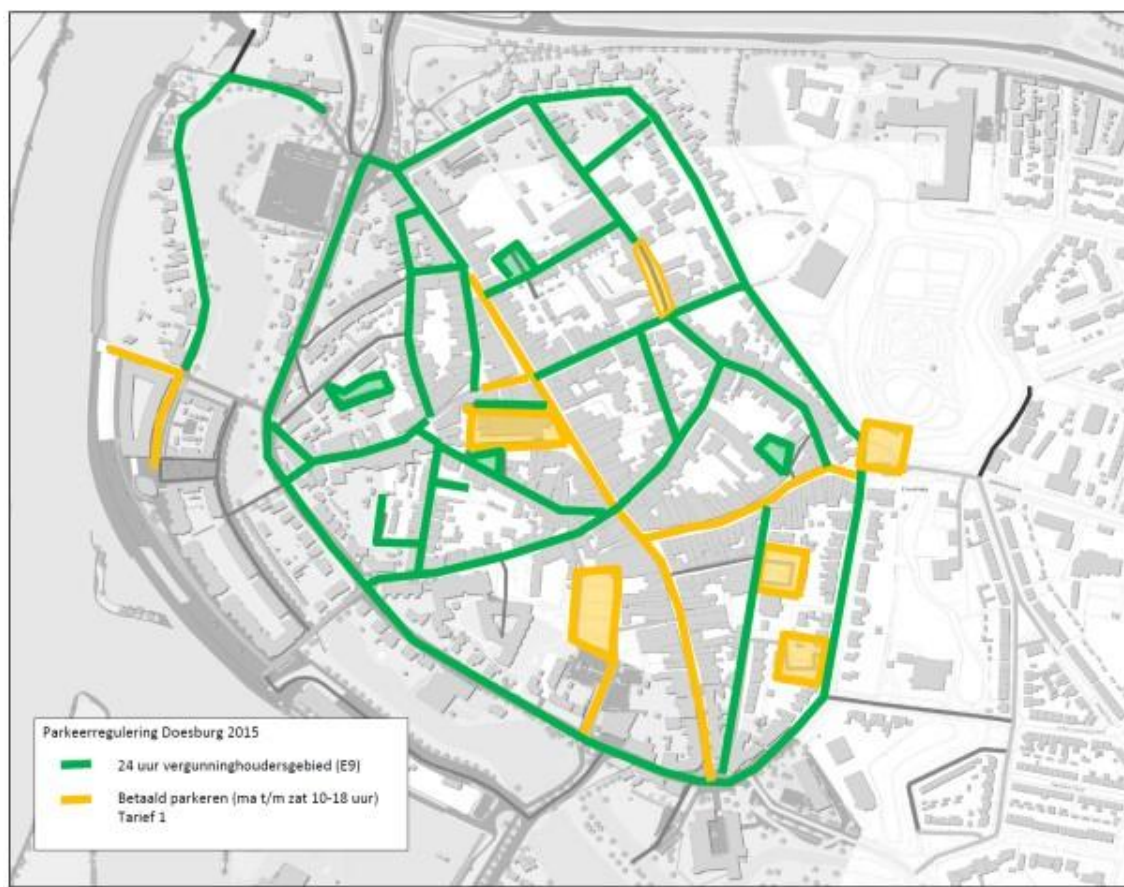 Parkeerregulering Doesburg 2015
24 uur vergunninghoudersgebied (E9)
Betaald parkeren (ma t/m zat 10-18 uur)
Tarief 1